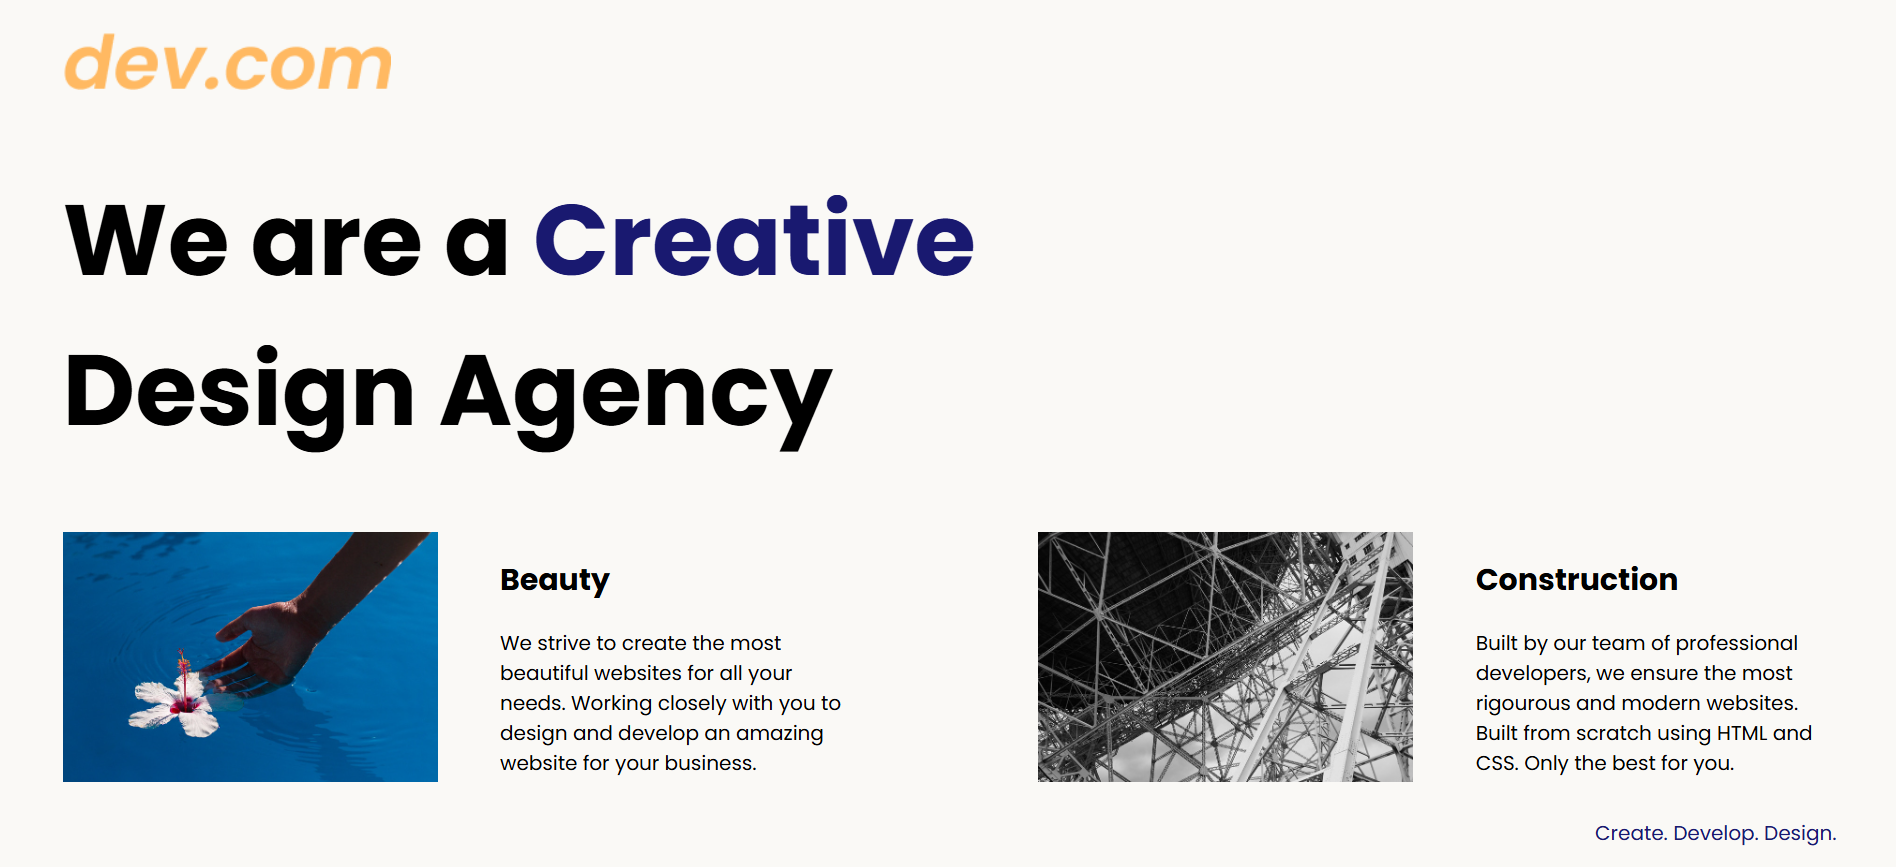 dev.com
We are a Creative
Design Agency
Beauty
We strive to create the most
beautiful websites for all your
needs. Working closely with you to
design and develop an amazing
website for your business.
Construction
Built by our team of professional
developers, we ensure the most
rigourous and modern websites.
Built from scratch using HTML and
CSS. Only the best for you.
Create. Develop. Design.